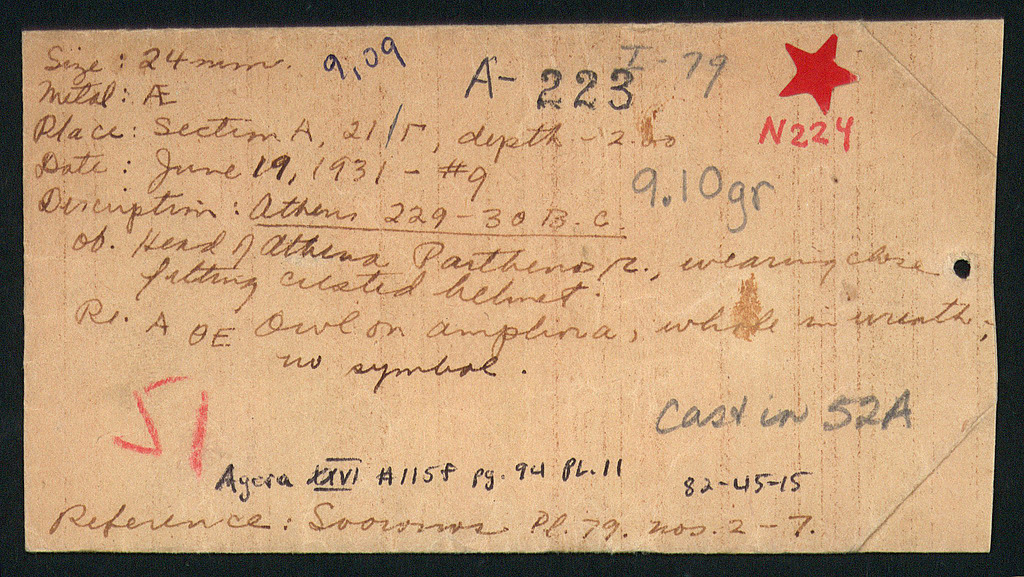 Size: 24 mm. 9,09 A- 223 I- 79
Metal: Æ
N224
Place: Section A, 21/Γ, depth - 2.60
Date: June 19, 1931 - #9
9.10gr
Description: Athens 229-30 B.C.
ob. Head of Athena Parthenos r., wearing close
fitting crested helmet.
Re. A ΘE Owl on amphora, whole in wreath;
no symbol.
51
Cast in 52A
Agora XXVI #115f pg. 94 PL.11 82-45-15
Reference: Svoronos Pl. 79. nos. 2-7.